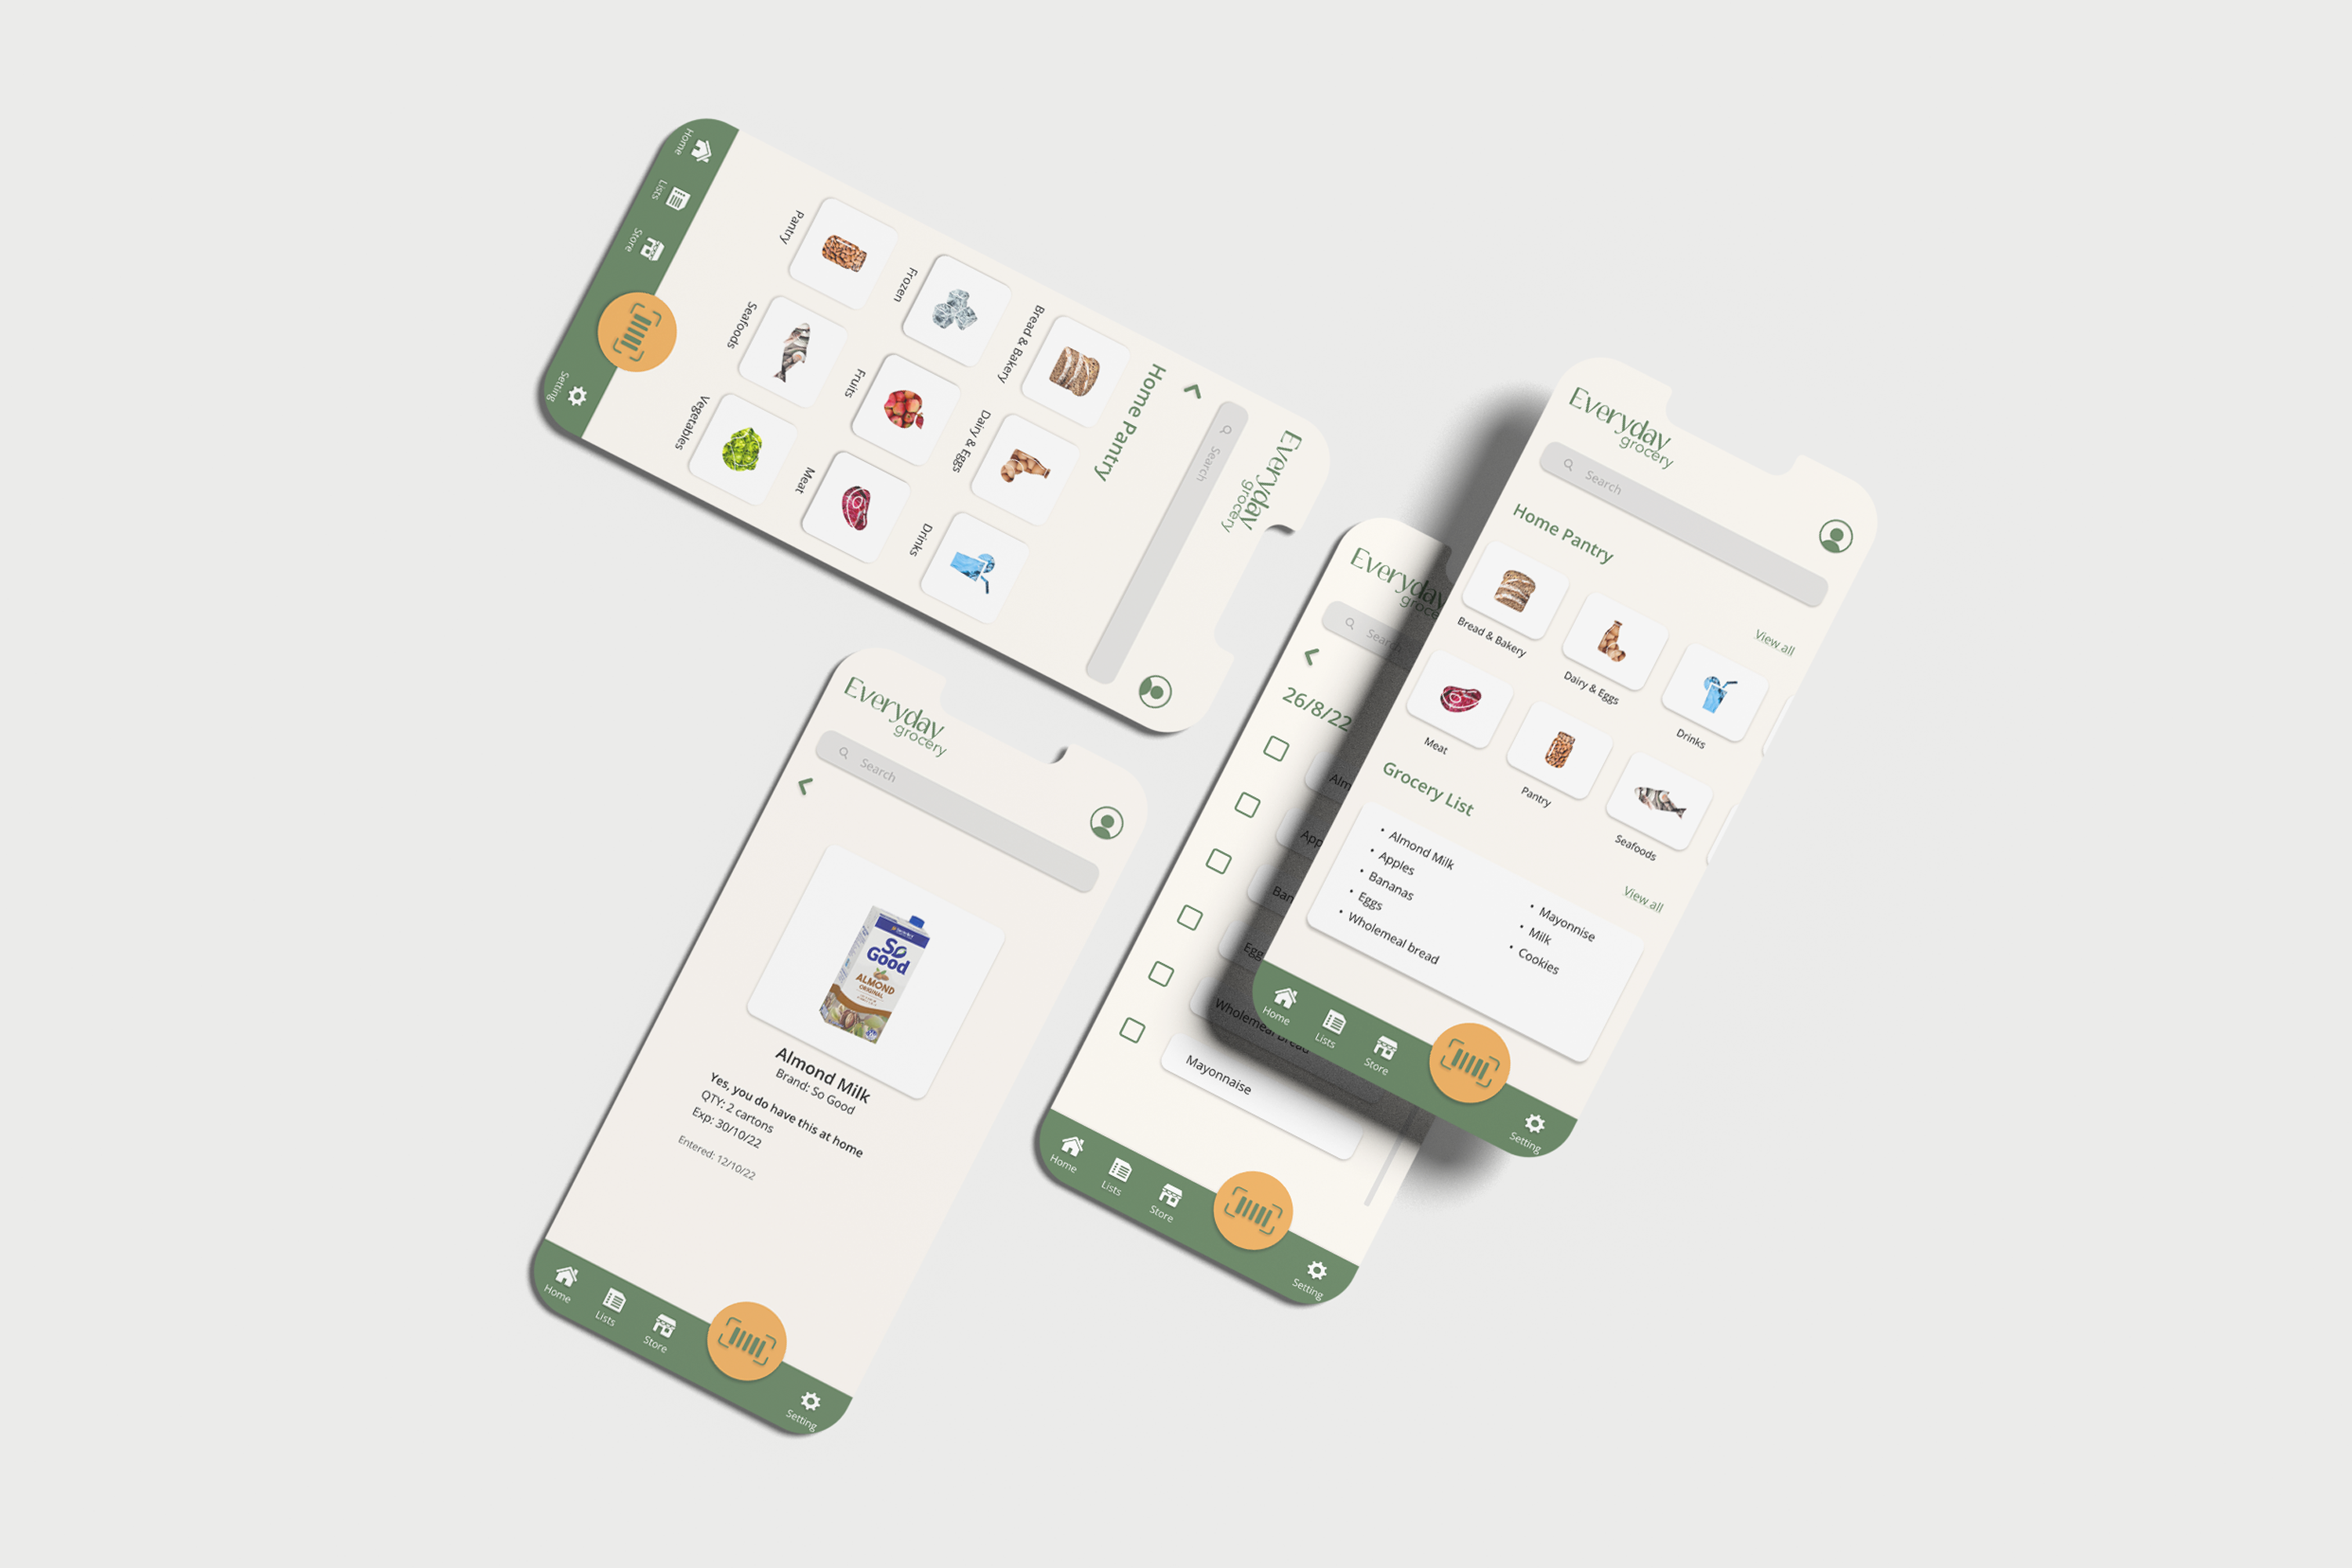 Everyday
grocery
Search
Home Pantry
Bread & Bakery
Dairy & Eggs
Drinks
Frozen
Fruits
Meat
Pantry
Seafoods
Vegetables
Home
Lists
Store
Setting
Everyday
grocery
Search
So
Good
ALMOND
ORIGINAL
Almond Milk
Brand: So Good
Yes, you do have this at home
QTY: 2 cartons
Exp: 30/10/22
Entered: 12/10/22
Home
Lists
Store
Setting
Everyday
Search
26/8/22
Wholemeal bread
Mayonnaise
Home
Lists
Store
Setting
Everyday
grocery
Search
Home Pantry
View all
Bread & Bakery
Dairy & Eggs
Drinks
Meat
Pantry
Seafoods
Grocery List
View all
• Almond Milk
• Apples
• Bananas
• Eggs
• Wholemeal bread
• Mayonnise
• Milk
• Cookies
Home
Lists
Store
Setting